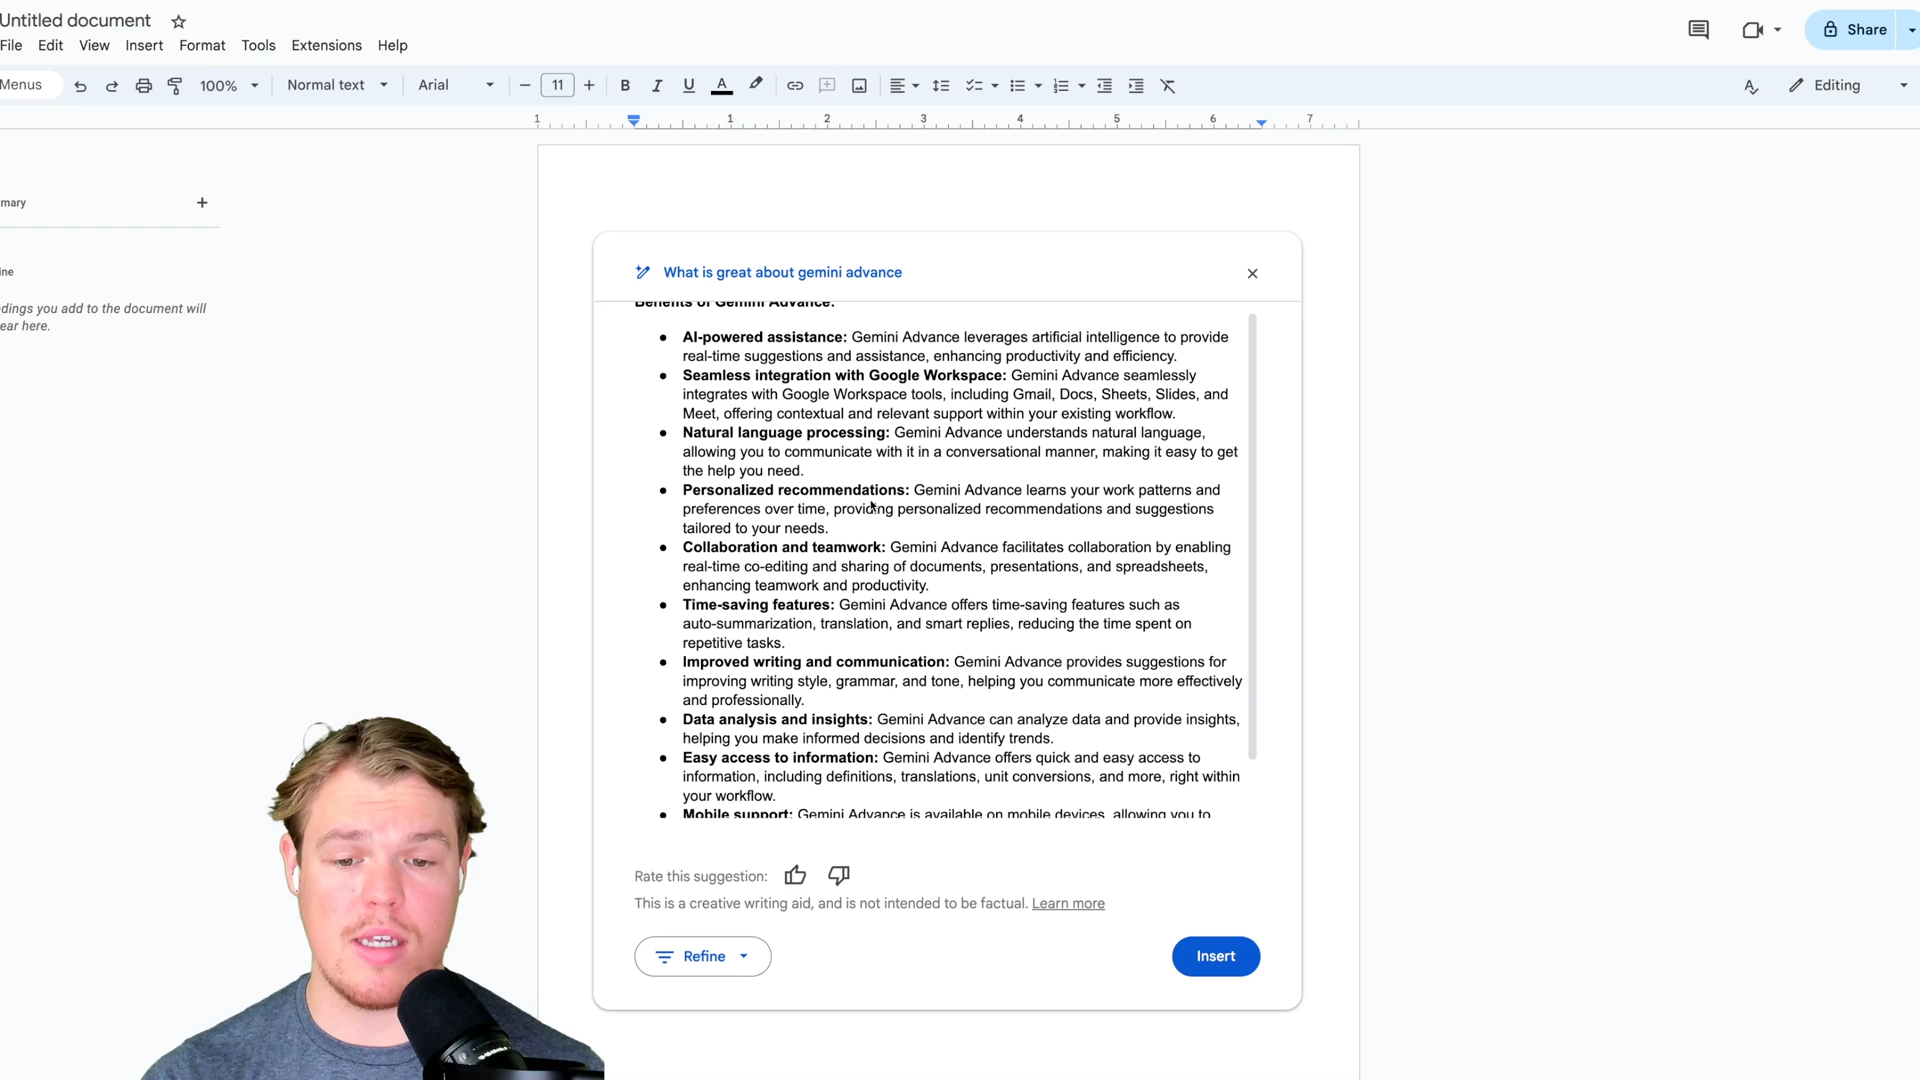 Untitled document
File Edit View Insert Format Tools Extensions Help
Share
Menus 100% Normal text Arial 11 B I U A Editing
1 1 2 3 4 5 6 7
mary
ine
dings you add to the document will
ear here.
What is great about gemini advance
Benefits of Gemini Advance:
● AI-powered assistance: Gemini Advance leverages artificial intelligence to provide
real-time suggestions and assistance, enhancing productivity and efficiency.
● Seamless integration with Google Workspace: Gemini Advance seamlessly
integrates with Google Workspace tools, including Gmail, Docs, Sheets, Slides, and
Meet, offering contextual and relevant support within your existing workflow.
● Natural language processing: Gemini Advance understands natural language,
allowing you to communicate with it in a conversational manner, making it easy to get
the help you need.
● Personalized recommendations: Gemini Advance learns your work patterns and
preferences over time, providing personalized recommendations and suggestions
tailored to your needs.
● Collaboration and teamwork: Gemini Advance facilitates collaboration by enabling
real-time co-editing and sharing of documents, presentations, and spreadsheets,
enhancing teamwork and productivity.
● Time-saving features: Gemini Advance offers time-saving features such as
auto-summarization, translation, and smart replies, reducing the time spent on
repetitive tasks.
● Improved writing and communication: Gemini Advance provides suggestions for
improving writing style, grammar, and tone, helping you communicate more effectively
and professionally.
● Data analysis and insights: Gemini Advance can analyze data and provide insights,
helping you make informed decisions and identify trends.
● Easy access to information: Gemini Advance offers quick and easy access to
information, including definitions, translations, unit conversions, and more, right within
your workflow.
● Mobile support: Gemini Advance is available on mobile devices, allowing you to
Rate this suggestion:
This is a creative writing aid, and is not intended to be factual. Learn more
Refine
Insert